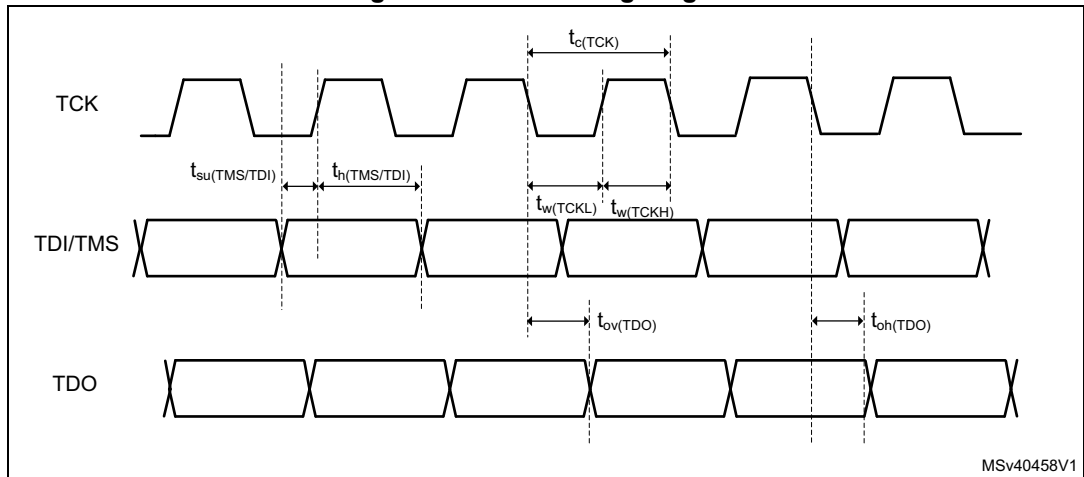 tc(TCK)
TCK
tsu(TMS/TDI)
th(TMS/TDI)
tw(TCKL)
tw(TCKH)
TDI/TMS
tov(TDO)
toh(TDO)
TDO
MSv40458V1